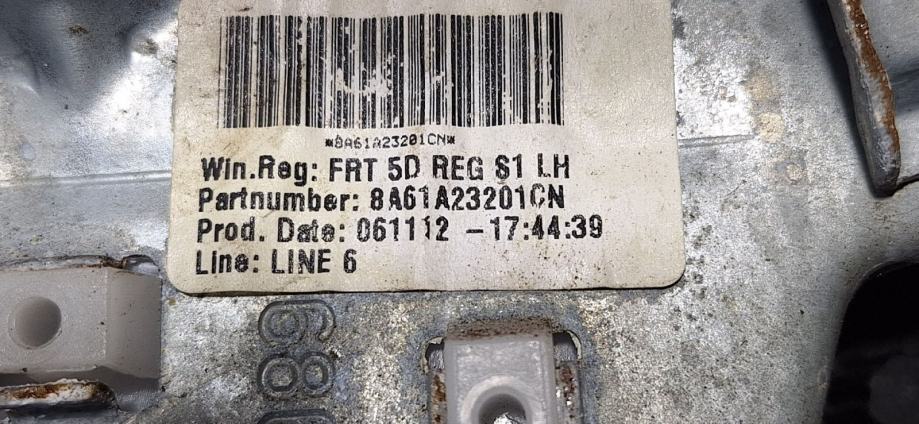 *8A61A23201CN*
Win.Reg: FRT 5D REG S1 LH
Partnumber: 8A61A23201CN
Prod. Date: 061112 -17:44:39
Line: LINE 6